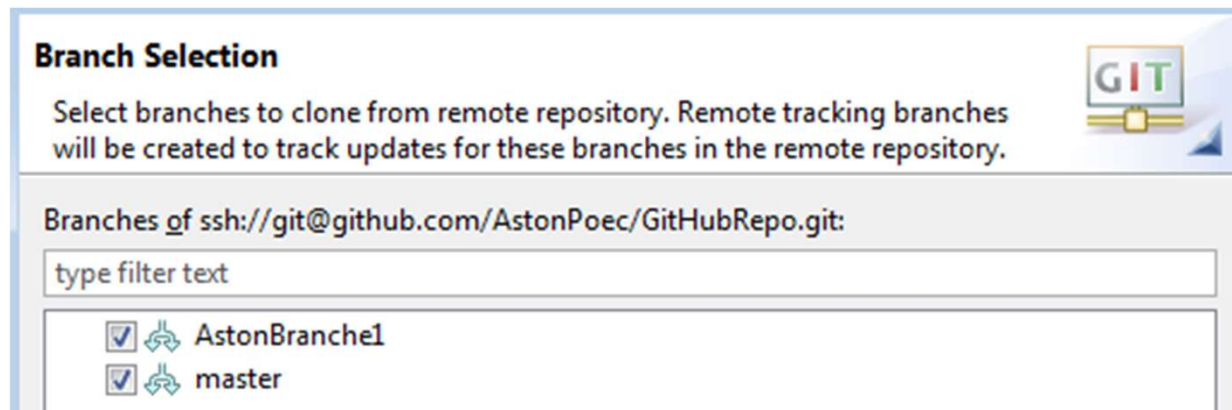 Branch Selection
GIT
Select branches to clone from remote repository. Remote tracking branches
will be created to track updates for these branches in the remote repository.
Branches of ssh://git@github.com/AstonPoec/GitHubRepo.git:
type filter text
AstonBranche1
master